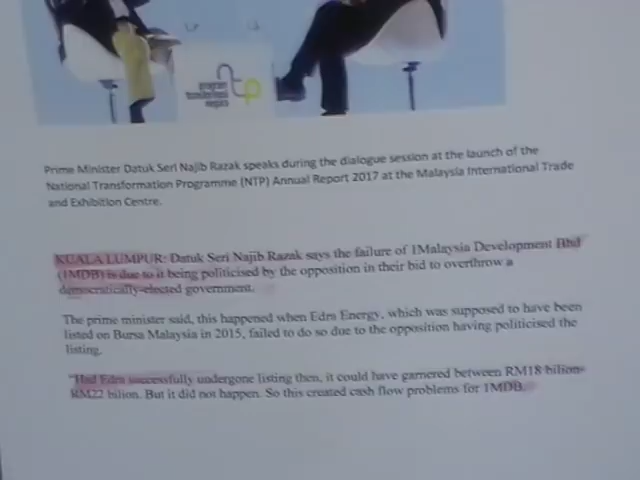 program
transformasi
negara
ntp
Prime Minister Datuk Seri Najib Razak speaks during the dialogue session at the launch of the
National Transformation Programme (NTP) Annual Report 2017 at the Malaysia International Trade
and Exhibition Centre.
KUALA LUMPUR: Datuk Seri Najib Razak says the failure of 1Malaysia Development Bhd
(1MDB) is due to it being politicised by the opposition in their bid to overthrow a
democratically-elected government.
The prime minister said, this happened when Edra Energy, which was supposed to have been
listed on Bursa Malaysia in 2015, failed to do so due to the opposition having politicised the
listing.
"Had Edra successfully undergone listing then, it could have garnered between RM18 bilion-
RM22 bilion. But it did not happen. So this created cash flow problems for 1MDB.